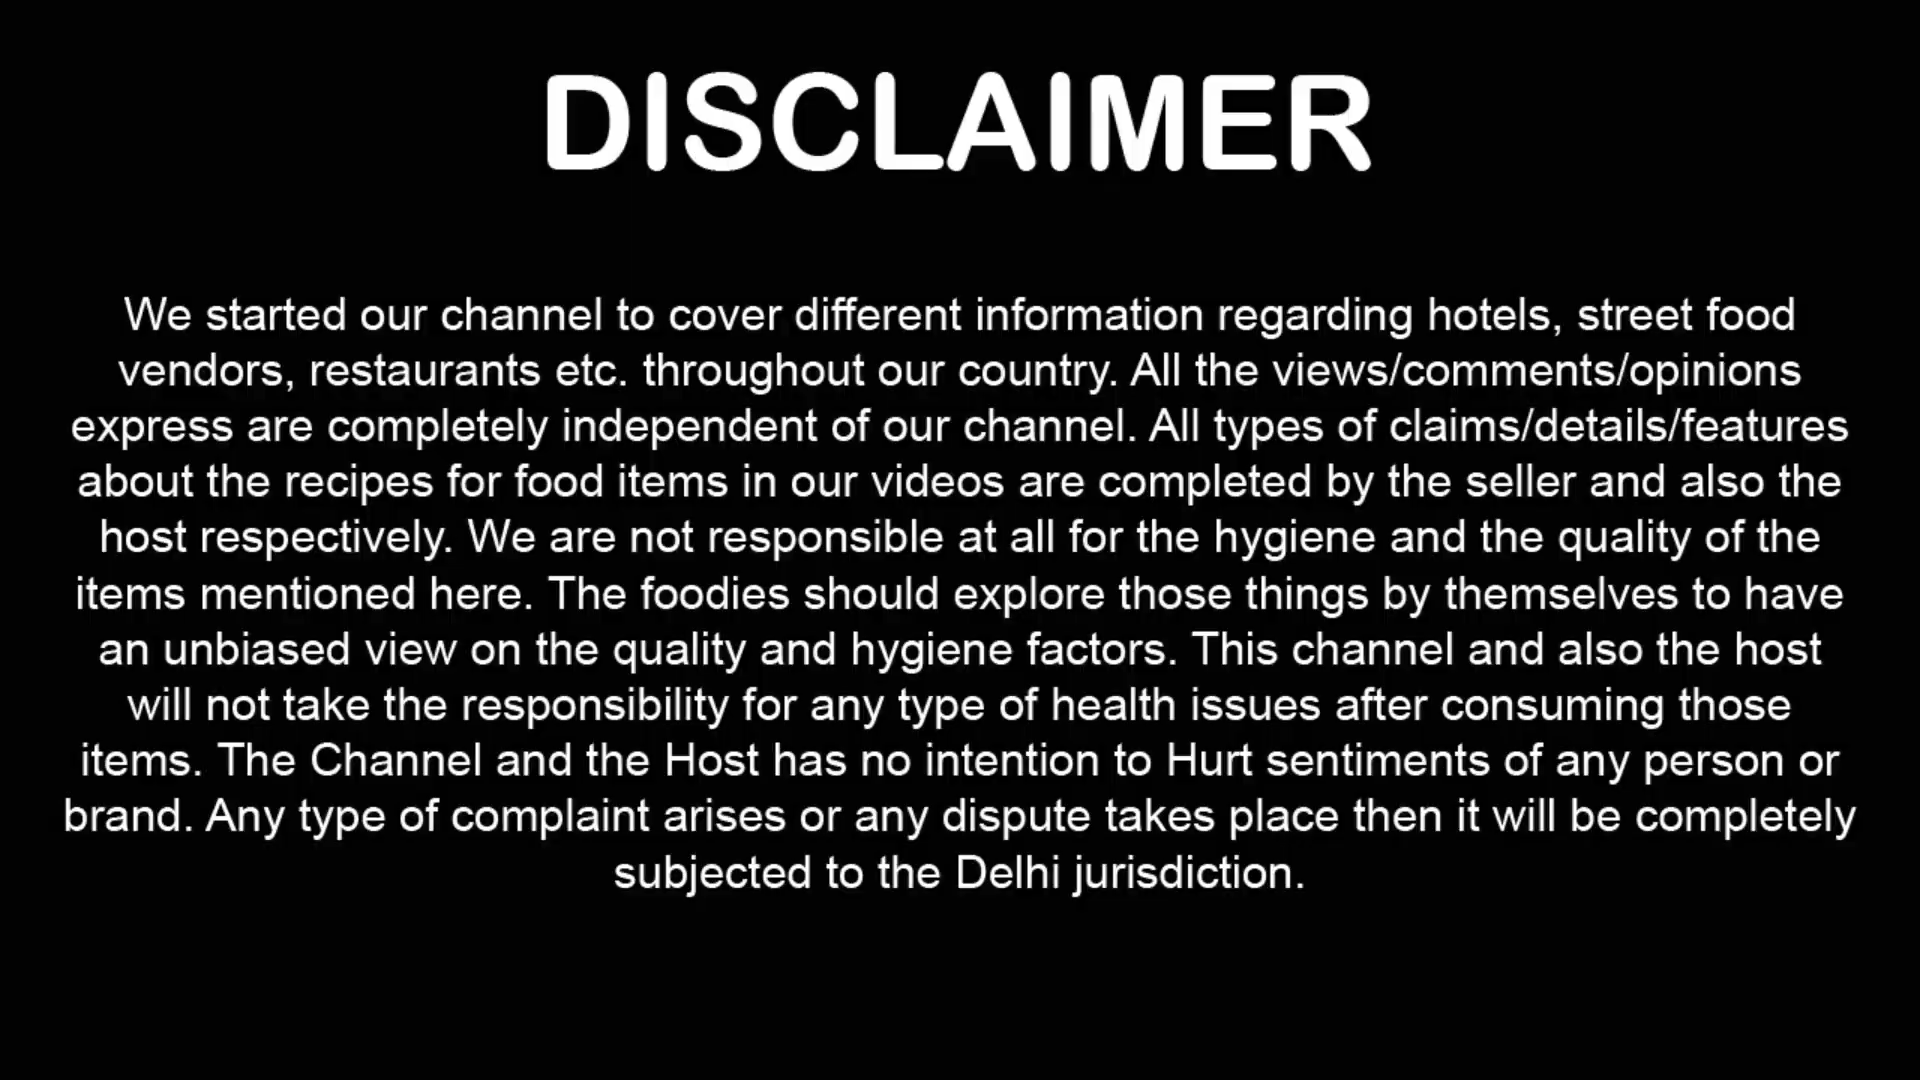 DISCLAIMER
We started our channel to cover different information regarding hotels, street food
vendors, restaurants etc. throughout our country. All the views/comments/opinions
express are completely independent of our channel. All types of claims/details/features
about the recipes for food items in our videos are completed by the seller and also the
host respectively. We are not responsible at all for the hygiene and the quality of the
items mentioned here. The foodies should explore those things by themselves to have
an unbiased view on the quality and hygiene factors. This channel and also the host
will not take the responsibility for any type of health issues after consuming those
items. The Channel and the Host has no intention to Hurt sentiments of any person or
brand. Any type of complaint arises or any dispute takes place then it will be completely
subjected to the Delhi jurisdiction.